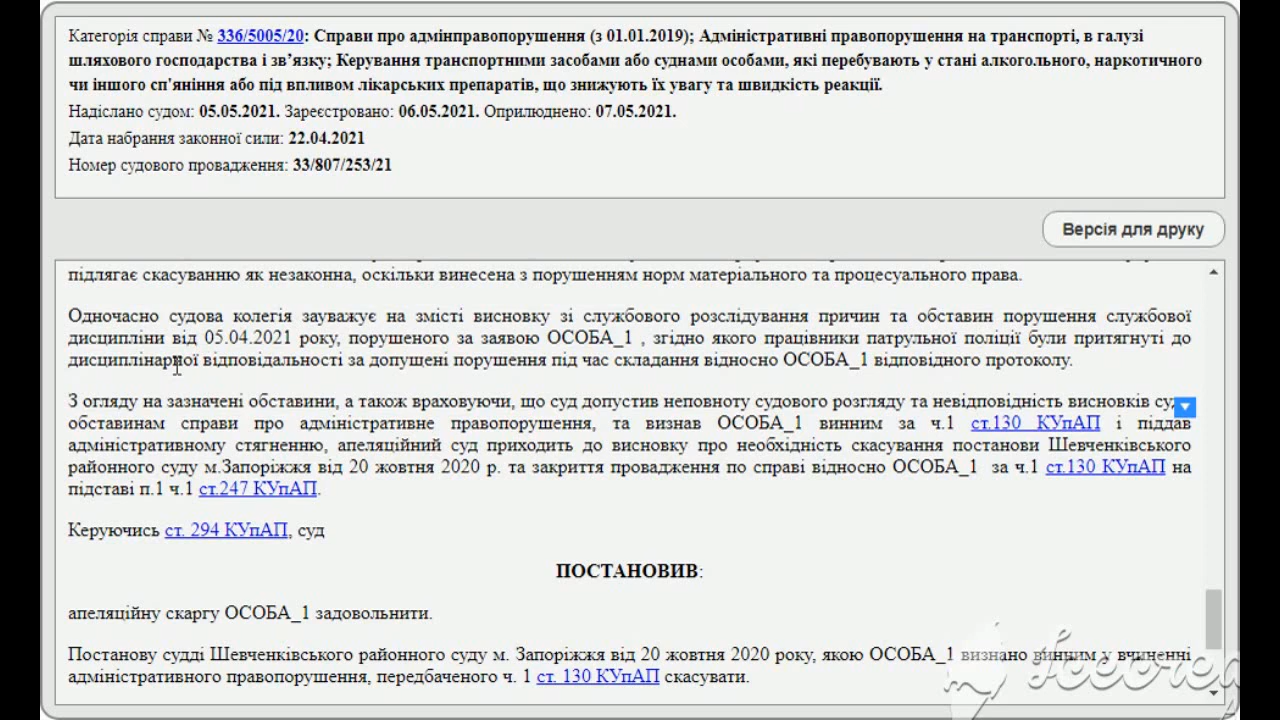 Категорія справи № 336/5005/20: Справи про адмінправопорушення (з 01.01.2019); Адміністративні правопорушення на транспорті, в галузі
шляхового господарства і зв’язку; Керування транспортними засобами або суднами особами, які перебувають у стані алкогольного, наркотичного
чи іншого сп'яніння або під впливом лікарських препаратів, що знижують їх увагу та швидкість реакції.
Надіслано судом: 05.05.2021. Зареєстровано: 06.05.2021. Оприлюднено: 07.05.2021.
Дата набрання законної сили: 22.04.2021
Номер судового провадження: 33/807/253/21
Версія для друку
підлягає скасуванню як незаконна, оскільки винесена з порушенням норм матеріального та процесуального права.
Одночасно судова колегія зауважує на змісті висновку зі службового розслідування причин та обставин порушення службової
дисципліни від 05.04.2021 року, порушеного за заявою ОСОБА_1 , згідно якого працівники патрульної поліції були притягнуті до
дисциплінарної відповідальності за допущені порушення під час складання відносно ОСОБА_1 відповідного протоколу.
З огляду на зазначені обставини, а також враховуючи, що суд допустив неповноту судового розгляду та невідповідність висновків
обставинам справи про адміністративне правопорушення, та визнав ОСОБА_1 винним за ч.1 ст.130 КУпАП і піддав
адміністративному стягненню, апеляційний суд приходить до висновку про необхідність скасування постанови Шевченківського
районного суду м.Запоріжжя від 20 жовтня 2020 р. та закриття провадження по справі відносно ОСОБА_1 за ч.1 ст.130 КУпАП на
підставі п.1 ч.1 ст.247 КУпАП.
Керуючись ст. 294 КУпАП, суд
ПОСТАНОВИВ:
апеляційну скаргу ОСОБА_1 задовольнити.
Постанову судді Шевченківського районного суду м. Запоріжжя від 20 жовтня 2020 року, якою ОСОБА_1 визнано винним у вчиненні
адміністративного правопорушення, передбаченого ч. 1 ст. 130 КУпАП скасувати.